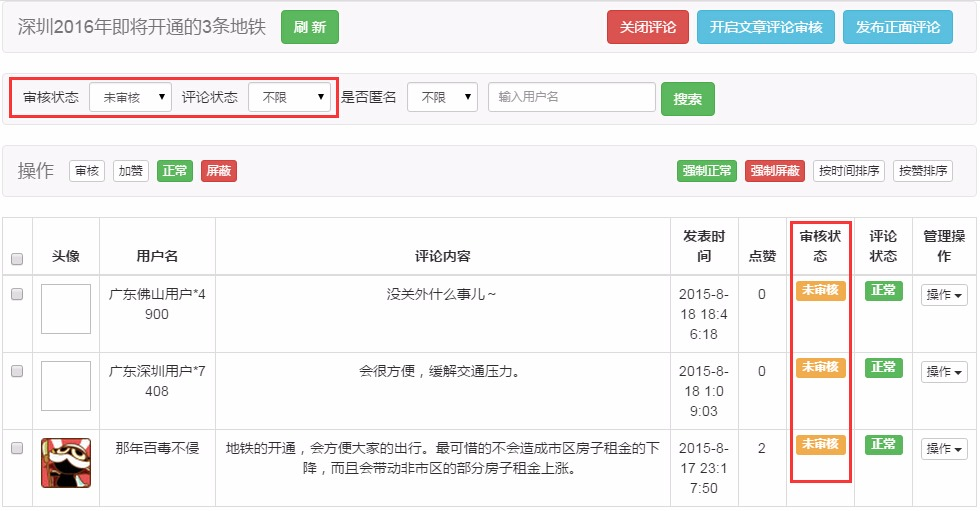 深圳2016年即将开通的3条地铁 刷 新 关闭评论 开启文章评论审核 发布正面评论
审核状态 未审核 评论状态 不限 是否匿名 不限 输入用户名 搜索
操作 审核 加赞 正常 屏蔽 强制正常 强制屏蔽 按时间排序 按赞排序
头像 用户名 评论内容 发表时
间 点赞 审核状
态 评论
状态 管理操
作
广东佛山用户*4
900
没关外什么事儿～
2015-8-
18 18:4
6:18
0
未审核
正常
操作
广东深圳用户*7
408
会很方便，缓解交通压力。
2015-8-
18 1:0
9:03
0
未审核
正常
操作
那年百毒不侵
地铁的开通，会方便大家的出行。最可惜的不会造成市区房子租金的下
降，而且会带动非市区的部分房子租金上涨。
2015-8-
17 23:1
7:50
2
未审核
正常
操作